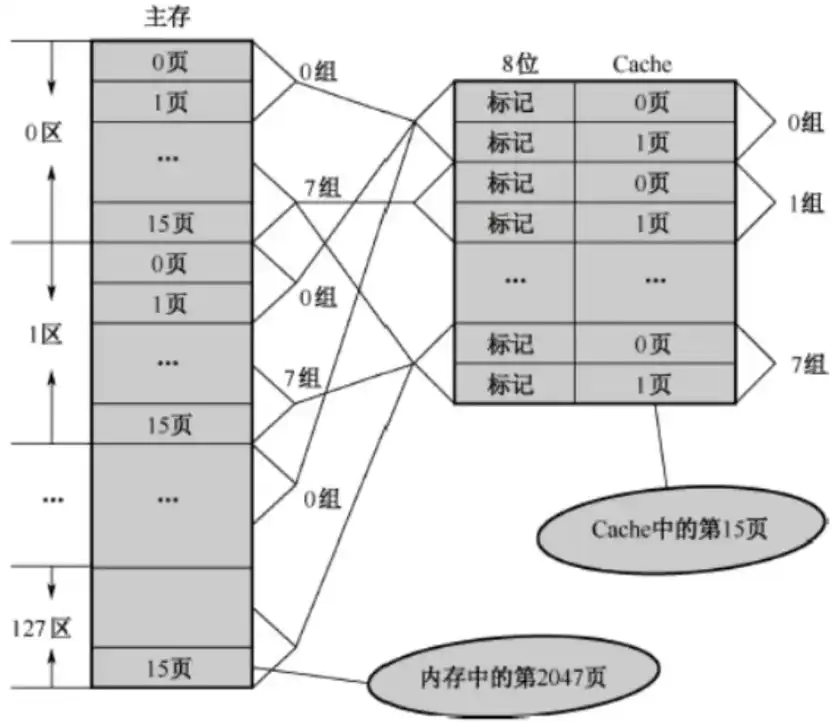 主存
0区
1区
...
127区
0页
1页
...
15页
0页
1页
...
15页
...
15页
0组
7组
0组
7组
0组
8位 Cache
标记 0页
标记 1页
标记 0页
标记 1页
... ...
标记 0页
标记 1页
0组
1组
7组
Cache中的第15页
内存中的第2047页